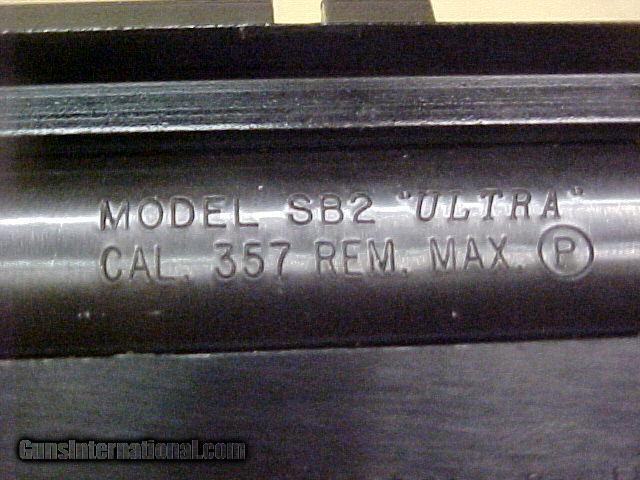 MODEL SB2 "ULTRA"
CAL. 357 REM. MAX. P
GunsInternational.com